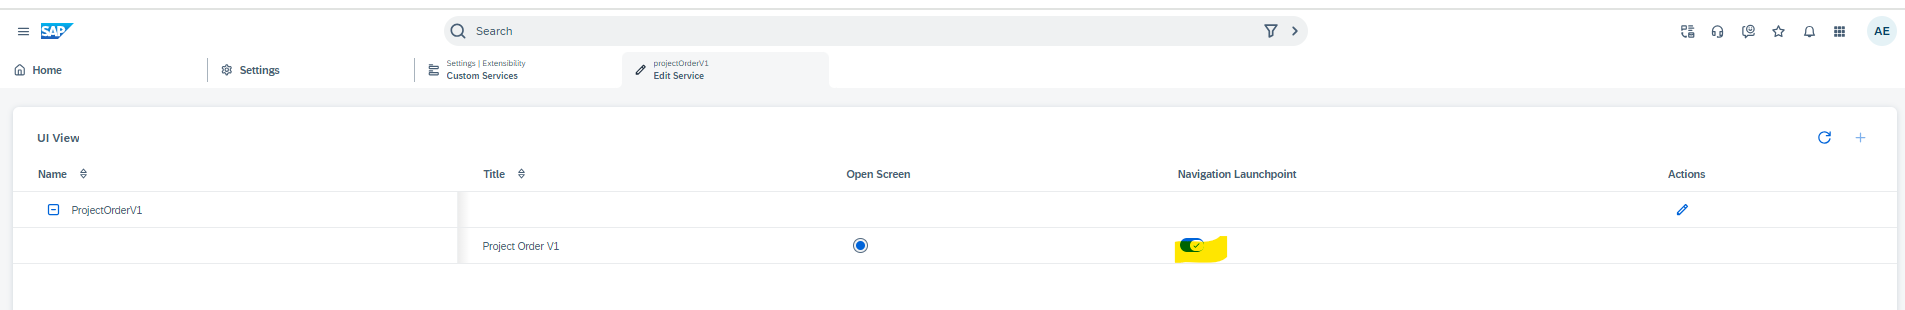 SAP
Search
AE
Home
Settings
Settings | Extensibility
Custom Services
projectOrderV1
Edit Service
UI View
Name Title Open Screen Navigation Launchpoint Actions
ProjectOrderV1
Project Order V1